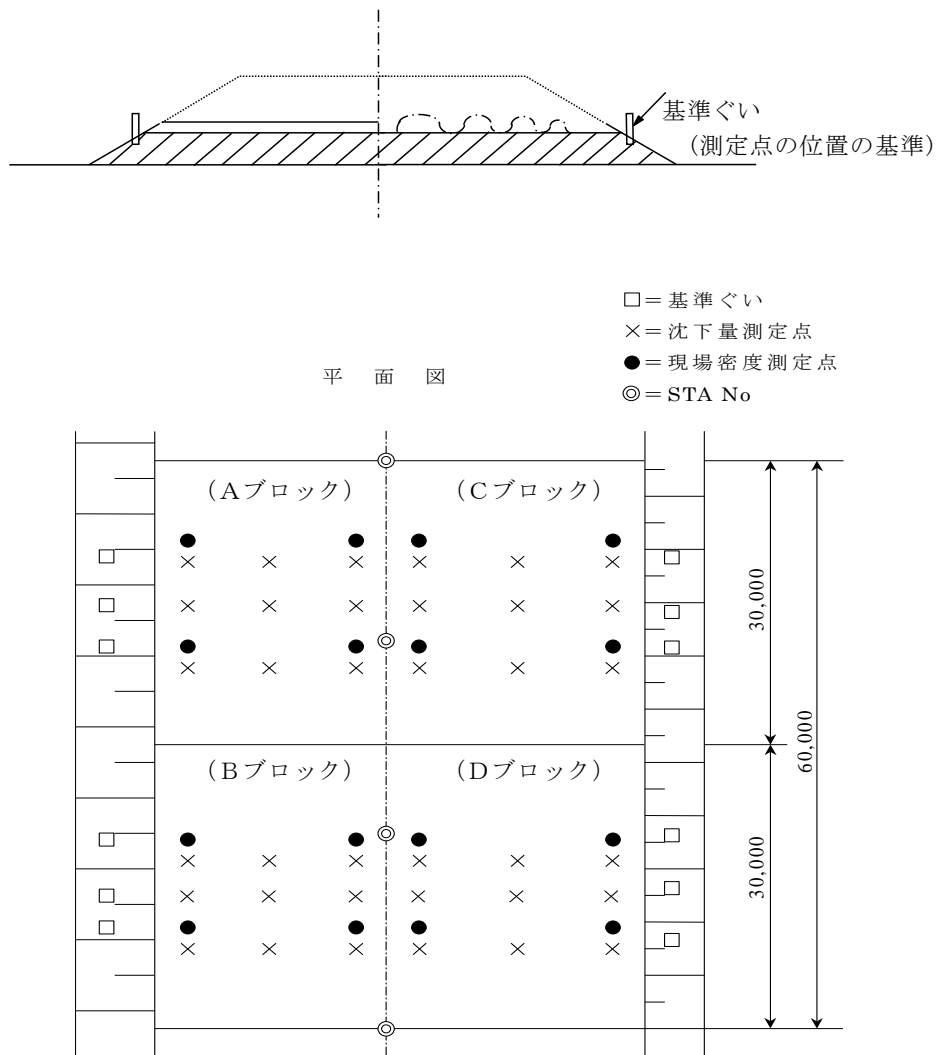 基準ぐい
(測定点の位置の基準)
□=基準ぐい
×=沈下量測定点
●=現場密度測定点
◎=STA No
平面図
(Aブロック)
(Cブロック)
30,000
60,000
(Bブロック)
(Dブロック)
30,000